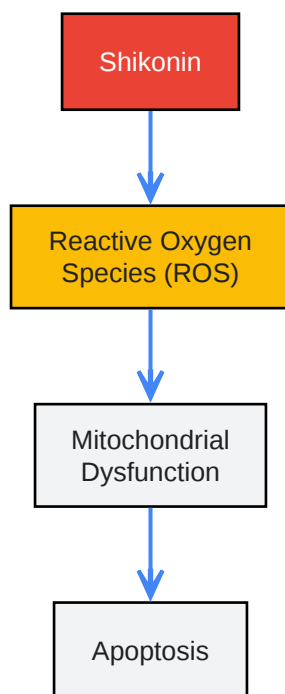 Shikonin
Reactive Oxygen
Species (ROS)
Mitochondrial
Dysfunction
Apoptosis